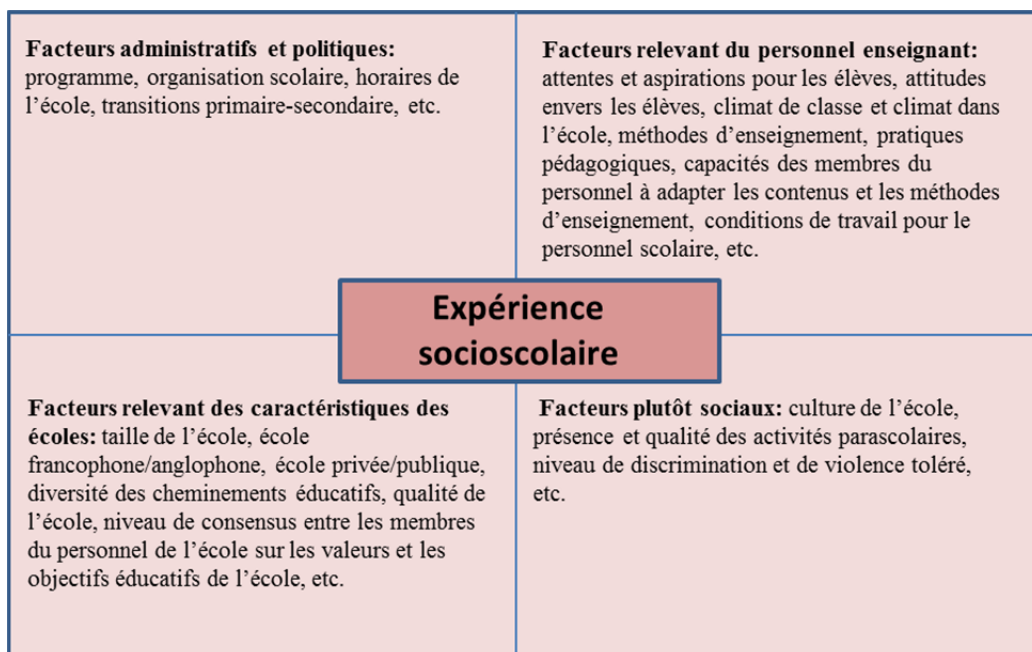 Facteurs administratifs et politiques:
programme, organisation scolaire, horaires de
l’école, transitions primaire-secondaire, etc.
Facteurs relevant du personnel enseignant:
attentes et aspirations pour les élèves, attitudes
envers les élèves, climat de classe et climat dans
l’école, méthodes d’enseignement, pratiques
pédagogiques, capacités des membres du
personnel à adapter les contenus et les méthodes
d’enseignement, conditions de travail pour le
personnel scolaire, etc.
Expérience
socioscolaire
Facteurs relevant des caractéristiques des
écoles: taille de l’école, école
francophone/anglophone, école privée/publique,
diversité des cheminements éducatifs, qualité de
l’école, niveau de consensus entre les membres
du personnel de l’école sur les valeurs et les
objectifs éducatifs de l’école, etc.
Facteurs plutôt sociaux: culture de l’école,
présence et qualité des activités parascolaires,
niveau de discrimination et de violence toléré,
etc.